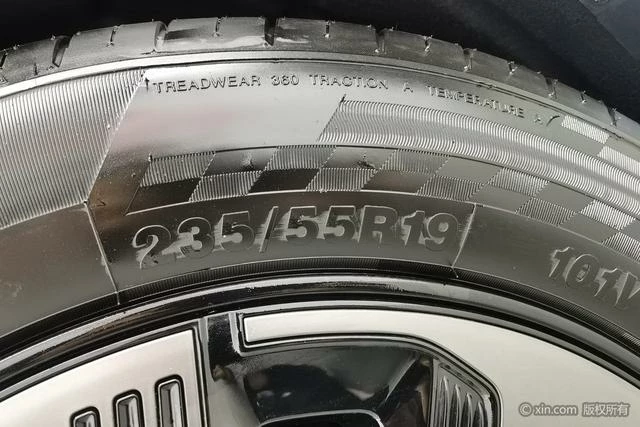 TREADWEAR 360 TRACTION A TEMPERATURE A
235/55R19
101V
© xin.com 版权所有